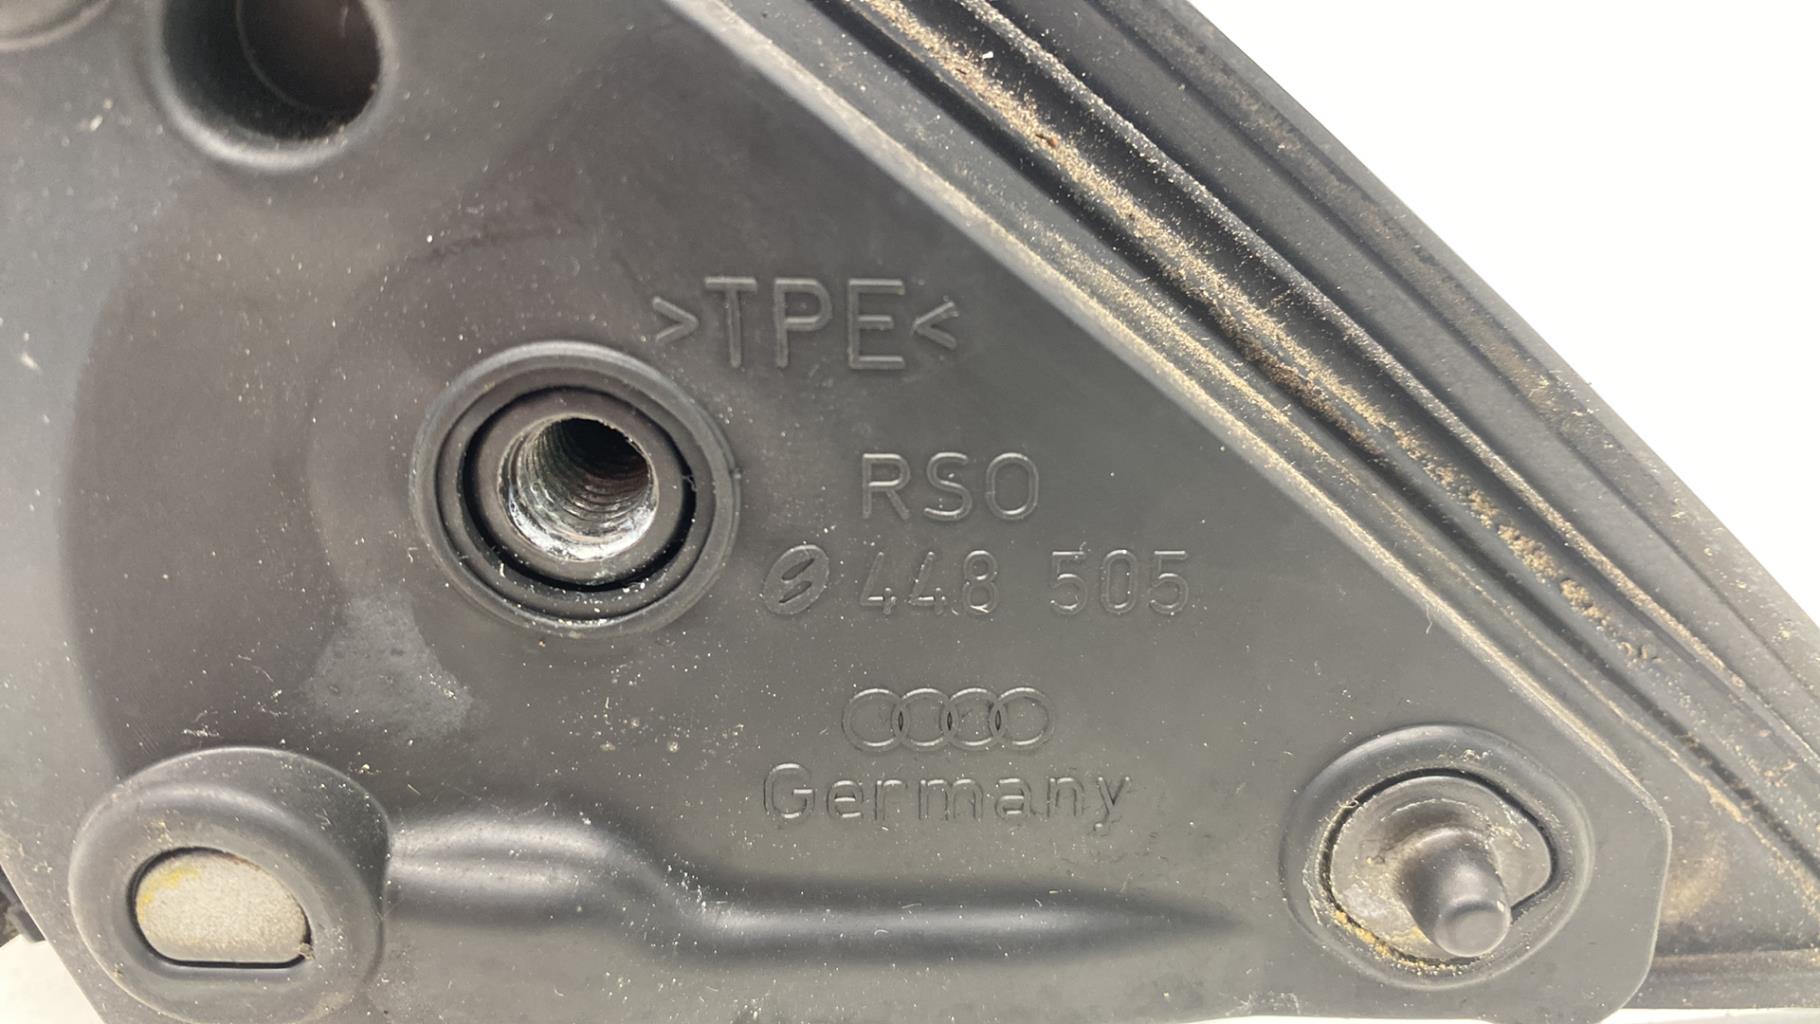 >TPE<
RSO
448 505
Germany